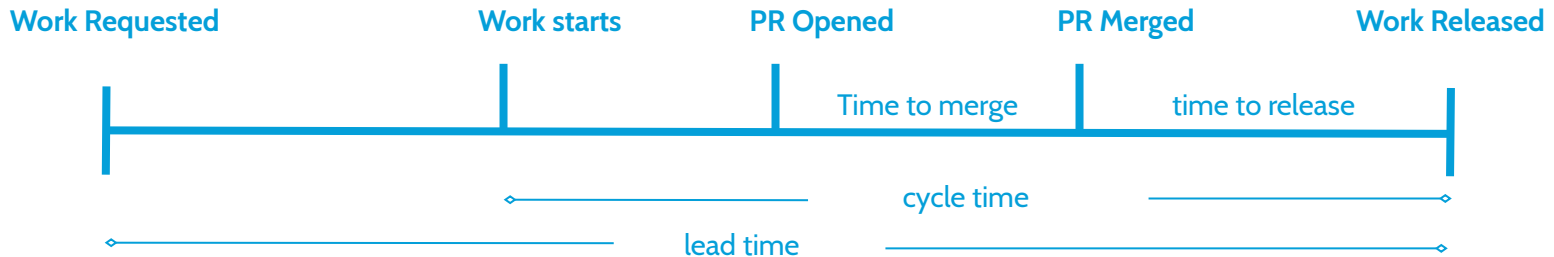 Work Requested
Work starts
PR Opened
PR Merged
Work Released
Time to merge
time to release
cycle time
lead time